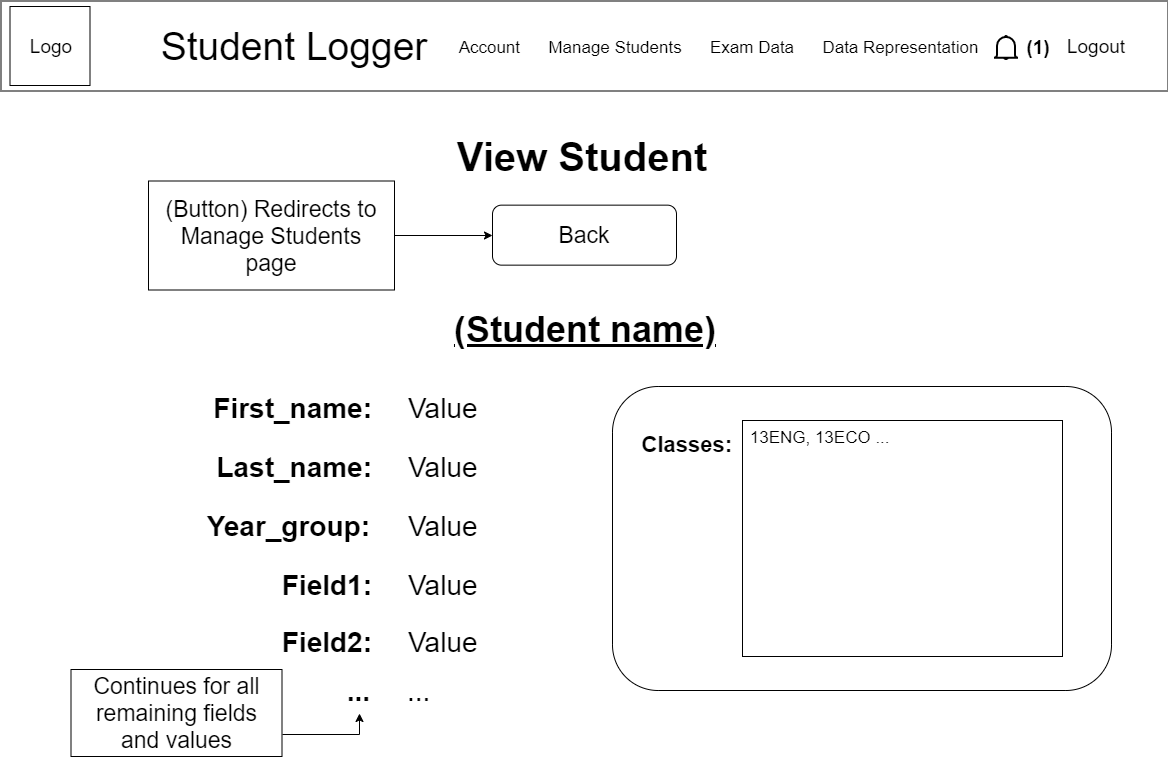 Logo
Student Logger
Account
Manage Students
Exam Data
Data Representation
(1)
Logout
View Student
(Button) Redirects to
Manage Students
page
Back
(Student name)
First_name: Value
Last_name: Value
Year_group: Value
Field1: Value
Field2: Value
... ...
Classes:
13ENG, 13ECO ...
Continues for all
remaining fields
and values